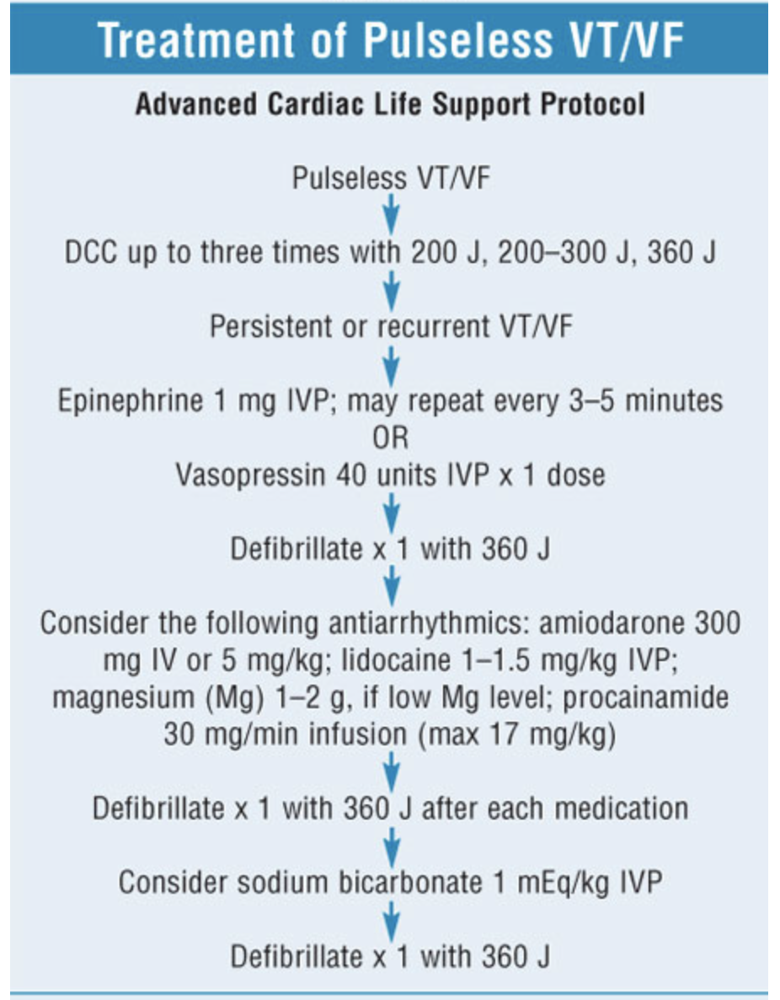 Treatment of Pulseless VT/VF
Advanced Cardiac Life Support Protocol
Pulseless VT/VF
DCC up to three times with 200 J, 200–300 J, 360 J
Persistent or recurrent VT/VF
Epinephrine 1 mg IVP; may repeat every 3–5 minutes
OR
Vasopressin 40 units IVP x 1 dose
Defibrillate x 1 with 360 J
Consider the following antiarrhythmics: amiodarone 300
mg IV or 5 mg/kg; lidocaine 1–1.5 mg/kg IVP;
magnesium (Mg) 1–2 g, if low Mg level; procainamide
30 mg/min infusion (max 17 mg/kg)
Defibrillate x 1 with 360 J after each medication
Consider sodium bicarbonate 1 mEq/kg IVP
Defibrillate x 1 with 360 J